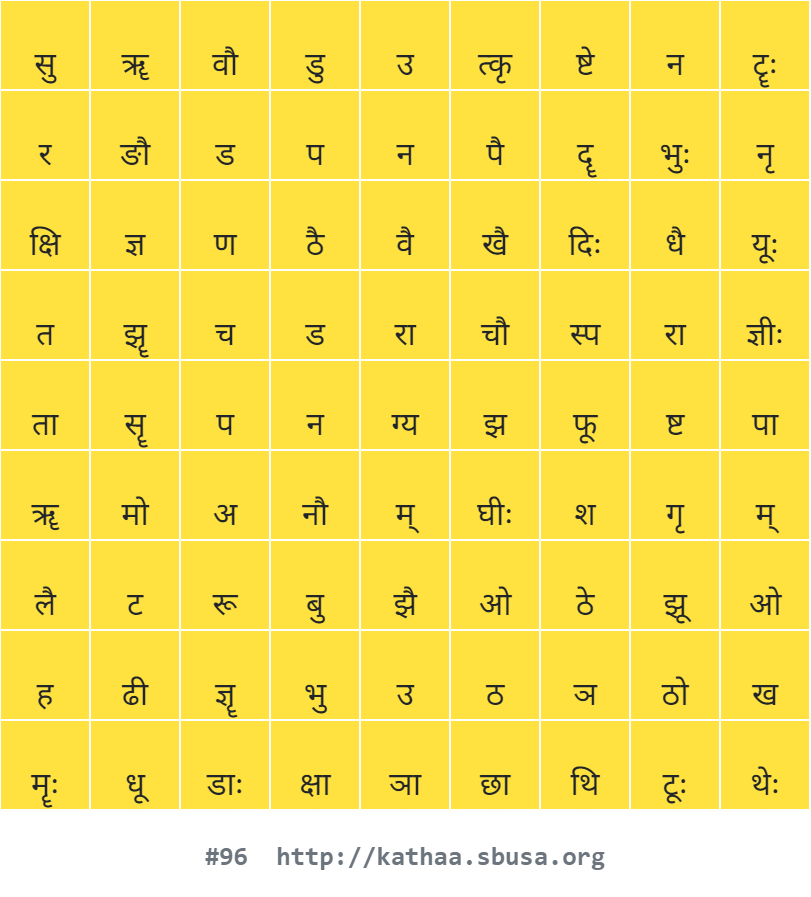 सु ॠ वौ डु उ त्कृ ष्टे न टॄः
र ङौ ड प न पै दॄ भुः नृ
क्षि ज्ञ ण ठै वै खै दिः धै यूः
त झॄ च ड रा चौ स्प रा ज्ञीः
ता सॄ प न ग्य झ फू ष्ट पा
ॠ मो अ नौ म् घीः श गृ म्
लै ट रू बु झै ओ ठे झू ओ
ह ढी ज्ञॄ भु उ ठ ञ ठो ख
मॄः धू डाः क्षा ञा छा थि टूः थेः
#96 http://kathaa.sbusa.org